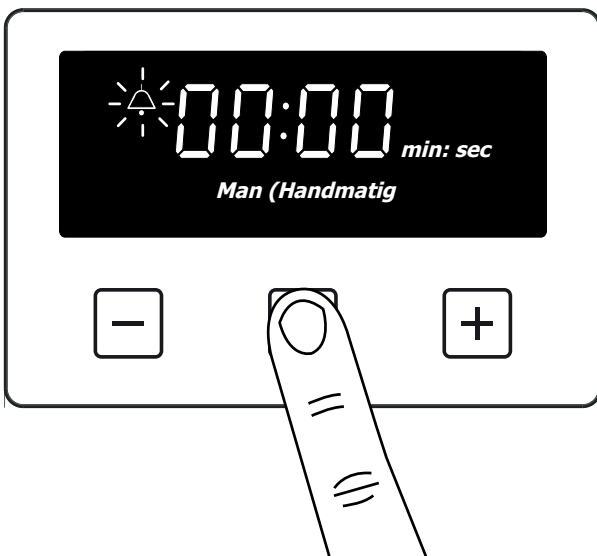 00:00 min: sec
Man (Handmatig
− +